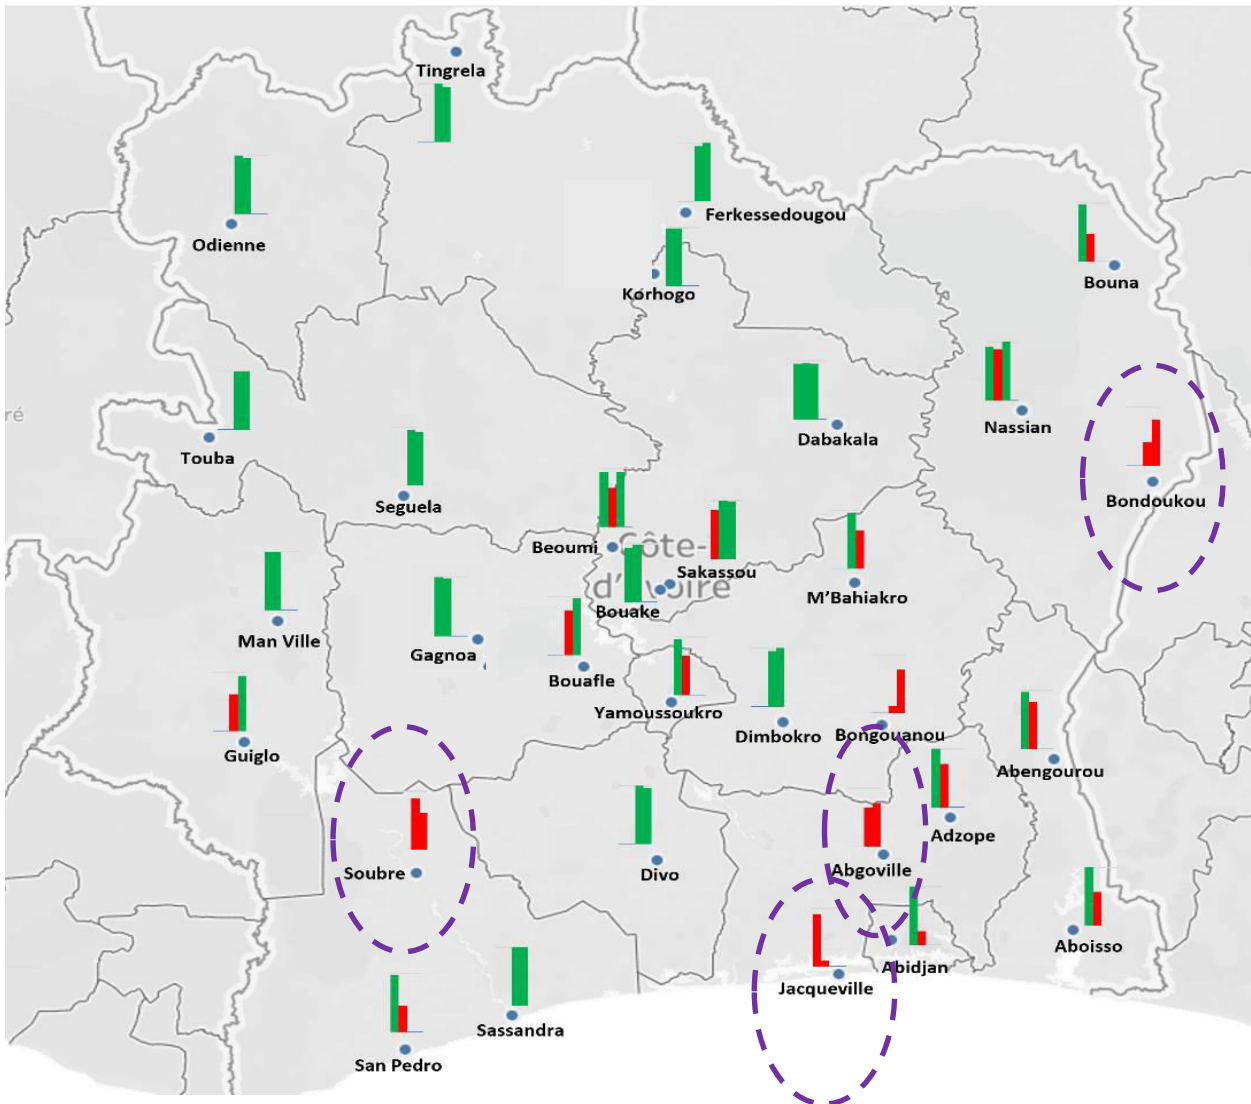 Tingrela
Ferkessedougou
Odienne
Bouna
Korhogo
ré
Nassian
Dabakala
Touba
Bondoukou
Seguela
Beoumi
Côte-
d’Ivoire
Sakassou
M’Bahiakro
Bouake
Man Ville
Gagnoa
Bouafle
Yamoussoukro
Dimbokro
Bongouanou
Guiglo
Abengourou
Adzope
Soubre
Divo
Abgoville
Aboisso
Abidjan
Jacqueville
Sassandra
San Pedro